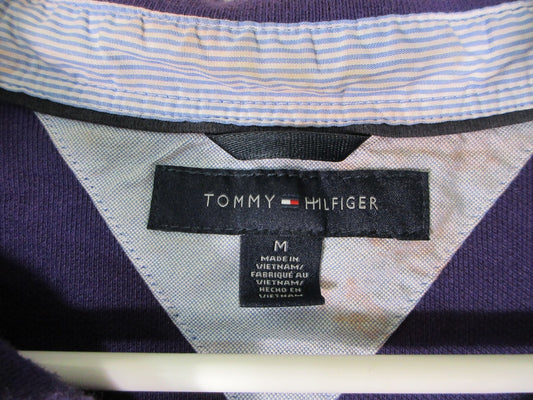 TOMMY HILFIGER
M
MADE IN
VIETNAM/
FABRIQUÉ AU
VIETNAM/
HECHO EN
VIETNAM